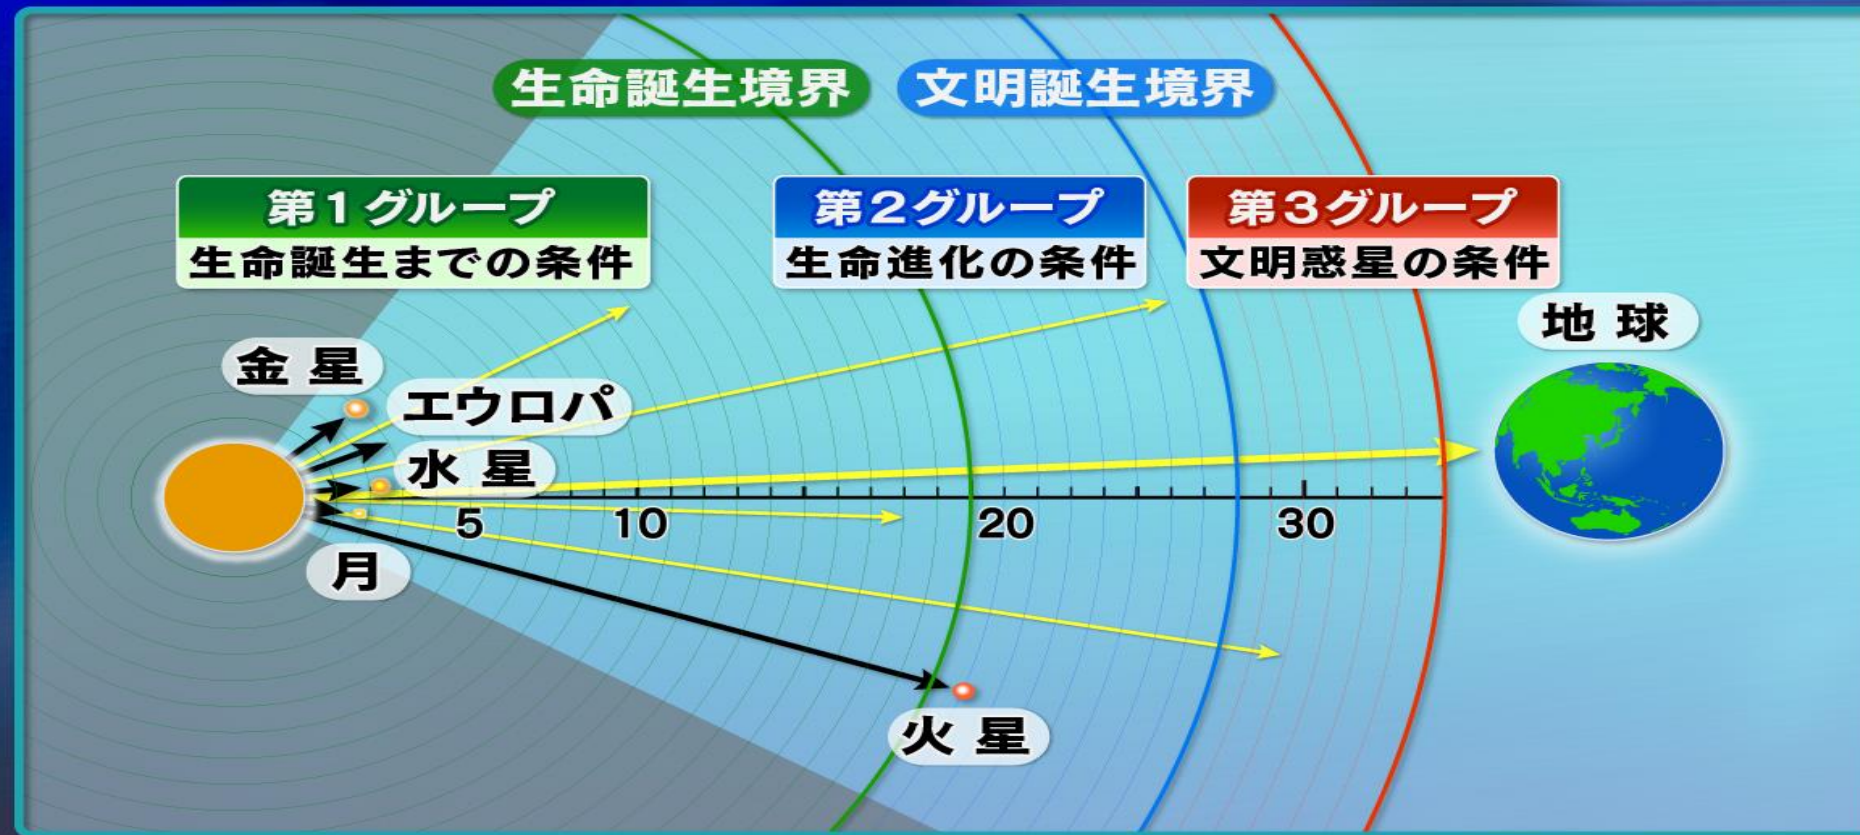 生命誕生境界
文明誕生境界
第1グループ
生命誕生までの条件
第2グループ
生命進化の条件
第3グループ
文明惑星の条件
地球
金星
エウロパ
水星
5
10
20
30
月
火星